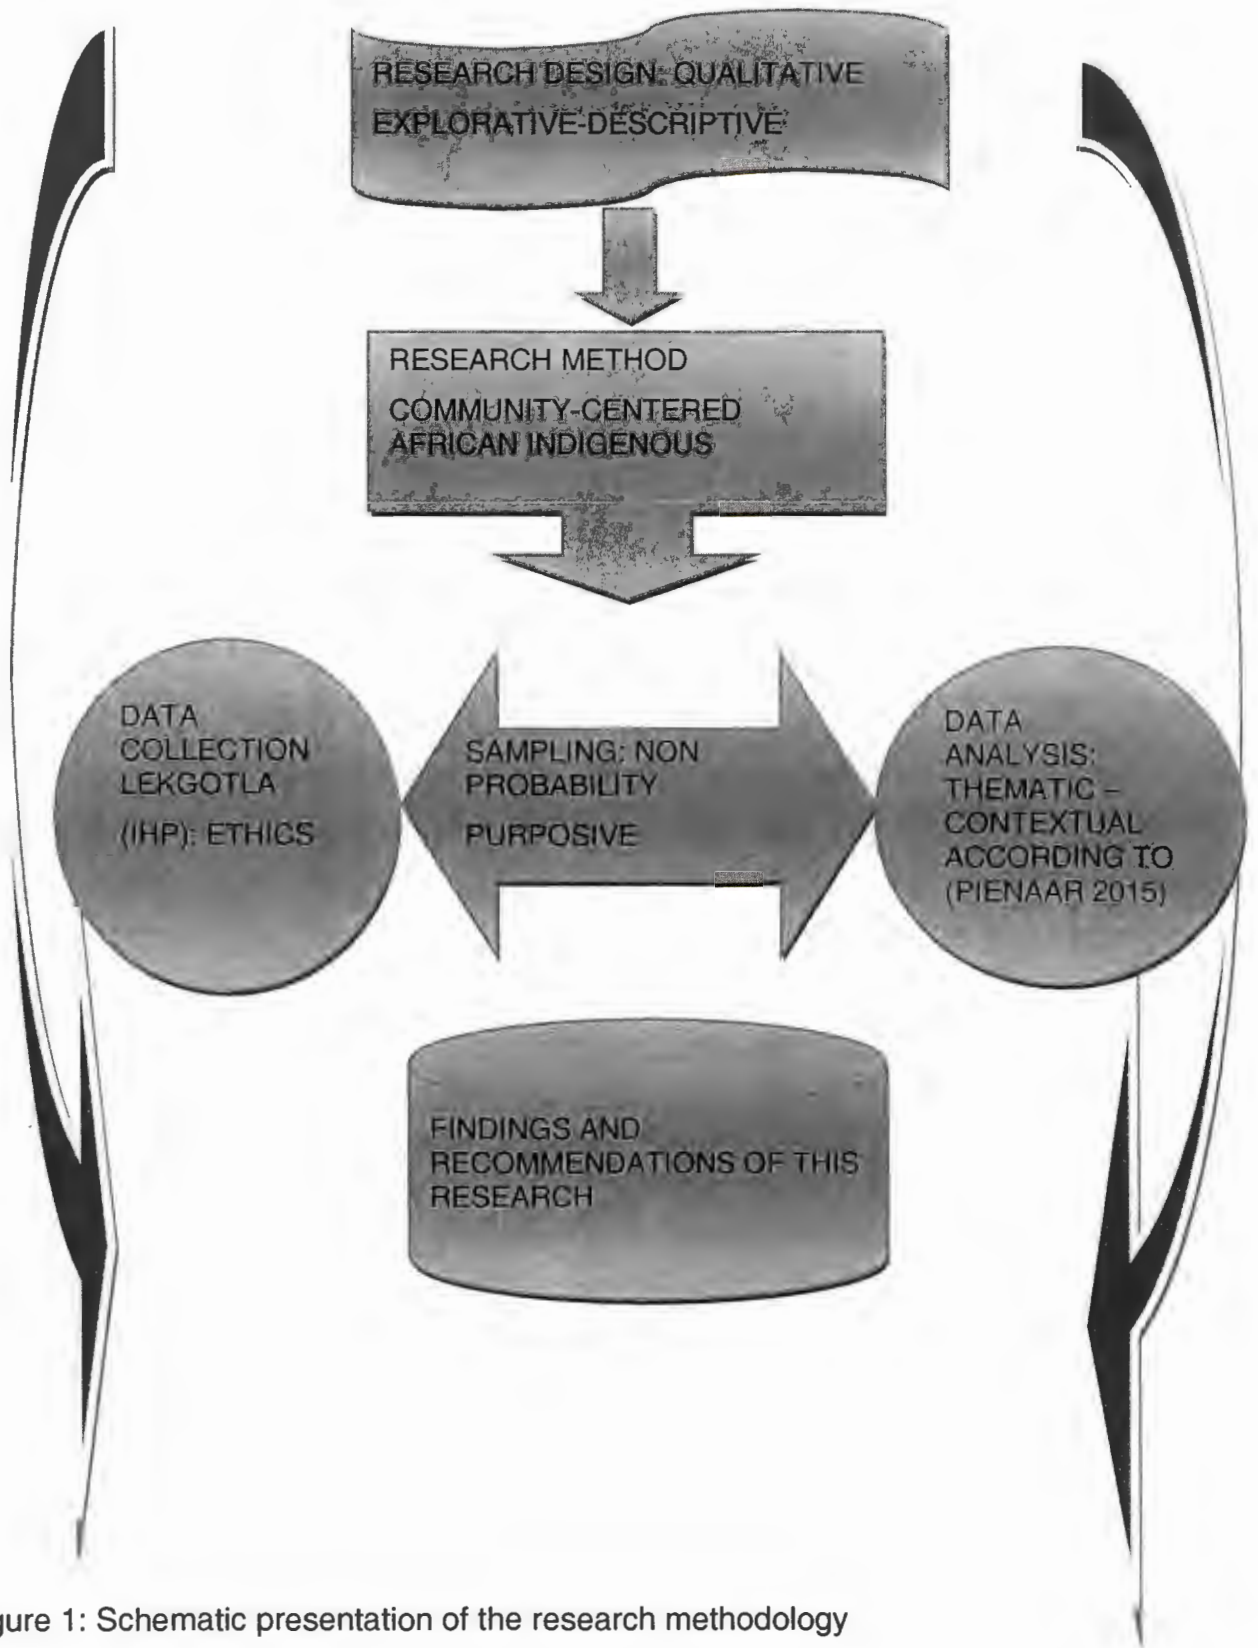 RESEARCH DESIGN: QUALITATIVE
EXPLORATIVE-DESCRIPTIVE
RESEARCH METHOD
COMMUNITY-CENTERED
AFRICAN INDIGENOUS
DATA
COLLECTION
LEKGOTLA
(IHP): ETHICS
SAMPLING: NON
PROBABILITY
PURPOSIVE
DATA
ANALYSIS:
THEMATIC –
CONTEXTUAL
ACCORDING TO
(PIENAAR 2015)
FINDINGS AND
RECOMMENDATIONS OF THIS
RESEARCH
gure 1: Schematic presentation of the research methodology